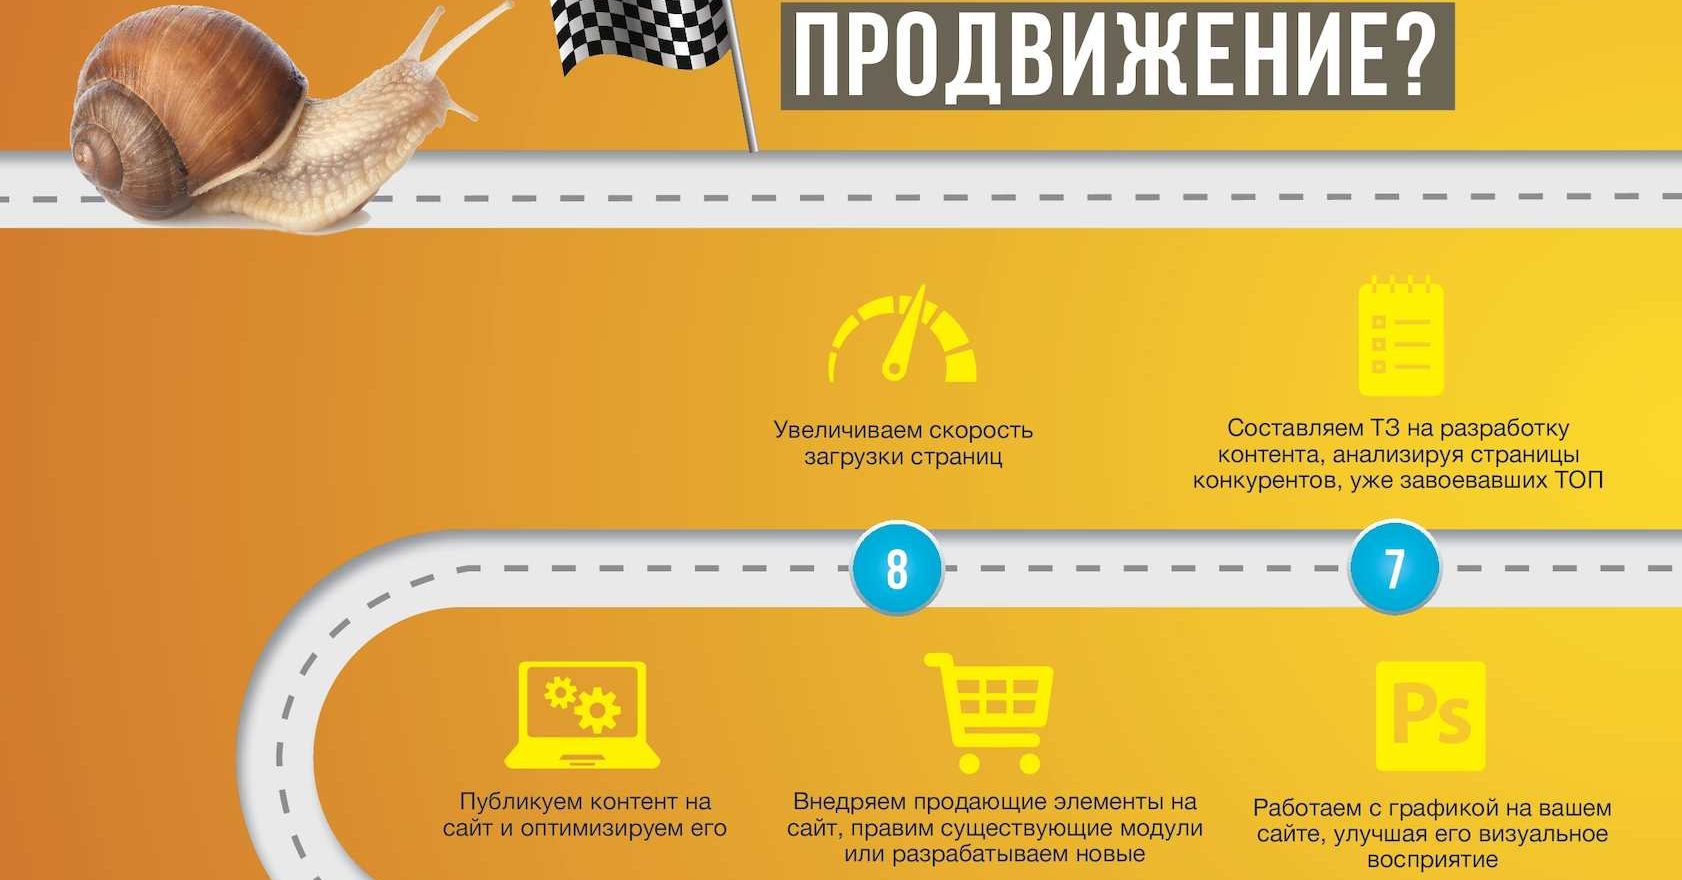 ПРОДВИЖЕНИЕ?
Увеличиваем скорость
загрузки страниц
Составляем ТЗ на разработку
контента, анализируя страницы
конкурентов, уже завоевавших ТОП
8
7
Публикуем контент на
сайт и оптимизируем его
Внедряем продающие элементы на
сайт, правим существующие модули
или разрабатываем новые
Ps
Работаем с графикой на вашем
сайте, улучшая его визуальное
восприятие